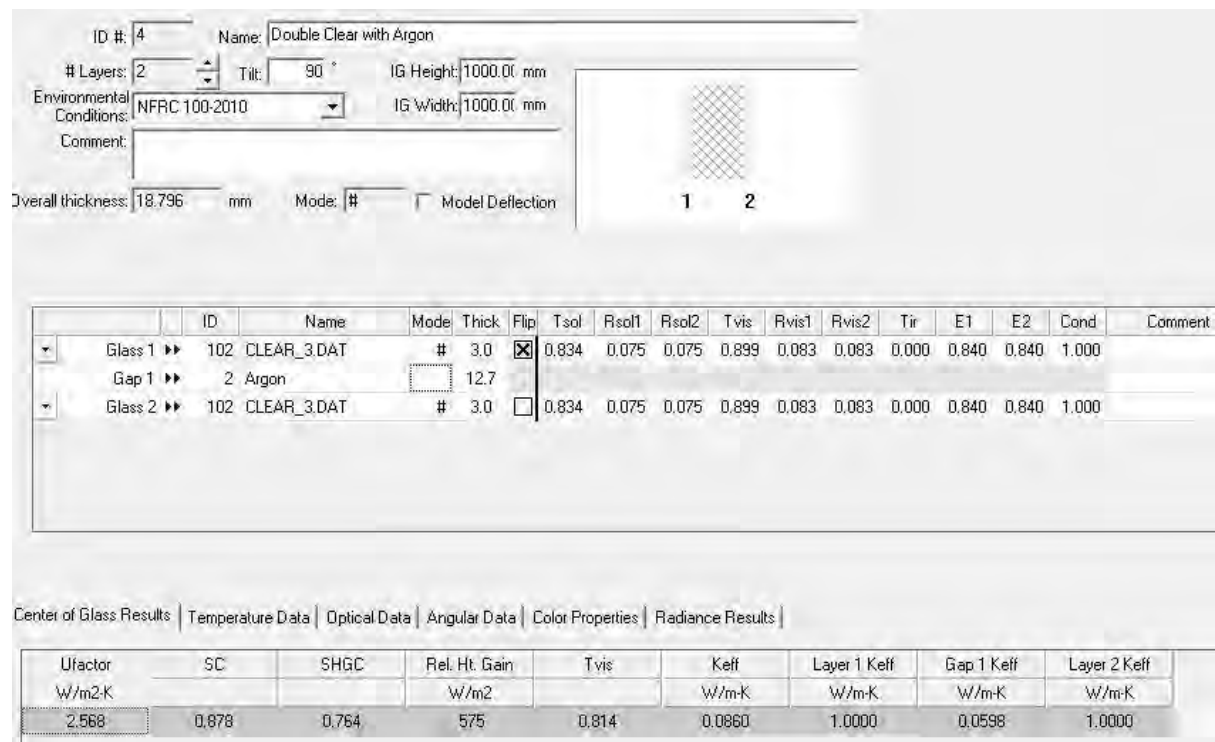 ID #: 4 Name: Double Clear with Argon
# Layers: 2 Tilt: 90 ° IG Height: 1000.00 mm
Environmental Conditions: NFRC 100-2010 IG Width: 1000.00 mm
Comment:
Overall thickness: 18.796 mm Mode: # Model Deflection
1 2
ID Name Mode Thick Flip Tsol Rsol1 Rsol2 Tvis Rvis1 Rvis2 Tir E1 E2 Cond Comment
Glass 1 102 CLEAR_3.DAT # 3.0 0.834 0.075 0.075 0.899 0.083 0.083 0.000 0.840 0.840 1.000
Gap 1 2 Argon 12.7
Glass 2 102 CLEAR_3.DAT # 3.0 0.834 0.075 0.075 0.899 0.083 0.083 0.000 0.840 0.840 1.000
Center of Glass Results Temperature Data Optical Data Angular Data Color Properties Radiance Results
Ufactor SC SHGC Rel. Ht. Gain Tvis Keff Layer 1 Keff Gap 1 Keff Layer 2 Keff
W/m2-K W/m2 W/m-K W/m-K W/m-K W/m-K
2.568 0.878 0.764 575 0.814 0.0860 1.0000 0.0598 1.0000